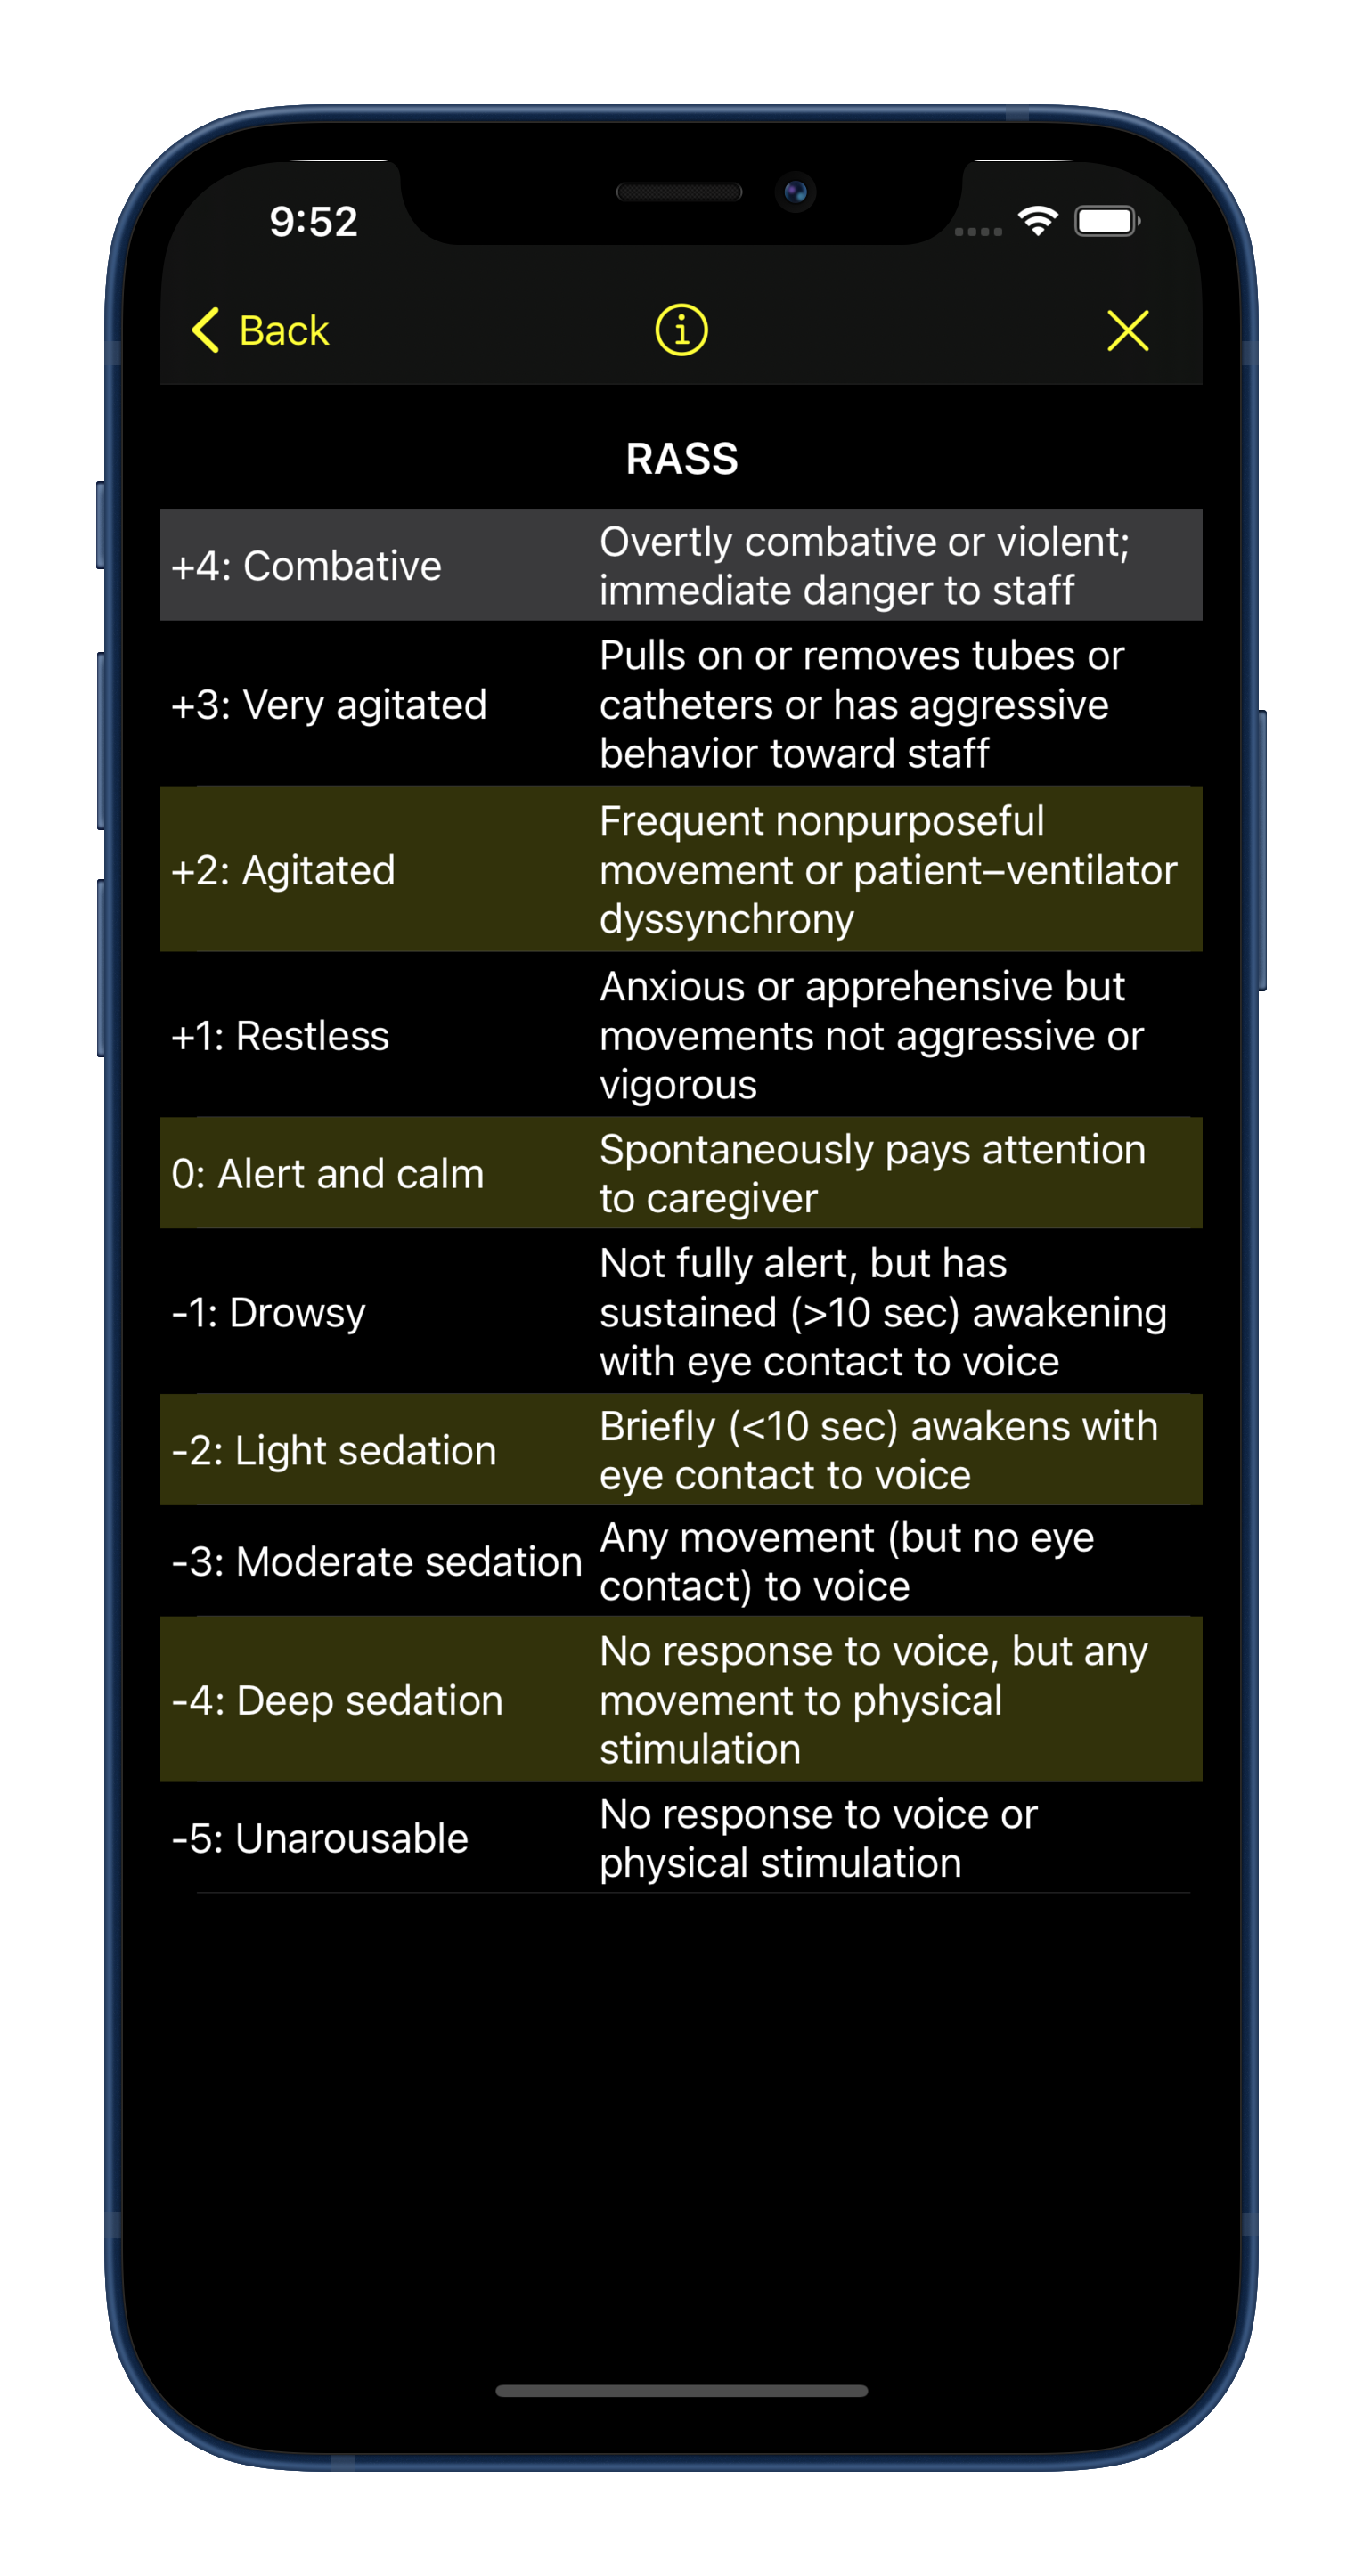 9:52
Back
RASS
+4: Combative
Overtly combative or violent;
immediate danger to staff
+3: Very agitated
Pulls on or removes tubes or
catheters or has aggressive
behavior toward staff
+2: Agitated
Frequent nonpurposeful
movement or patient–ventilator
dyssynchrony
+1: Restless
Anxious or apprehensive but
movements not aggressive or
vigorous
0: Alert and calm
Spontaneously pays attention
to caregiver
-1: Drowsy
Not fully alert, but has
sustained (>10 sec) awakening
with eye contact to voice
-2: Light sedation
Briefly (<10 sec) awakens with
eye contact to voice
-3: Moderate sedation
Any movement (but no eye
contact) to voice
-4: Deep sedation
No response to voice, but any
movement to physical
stimulation
-5: Unarousable
No response to voice or
physical stimulation